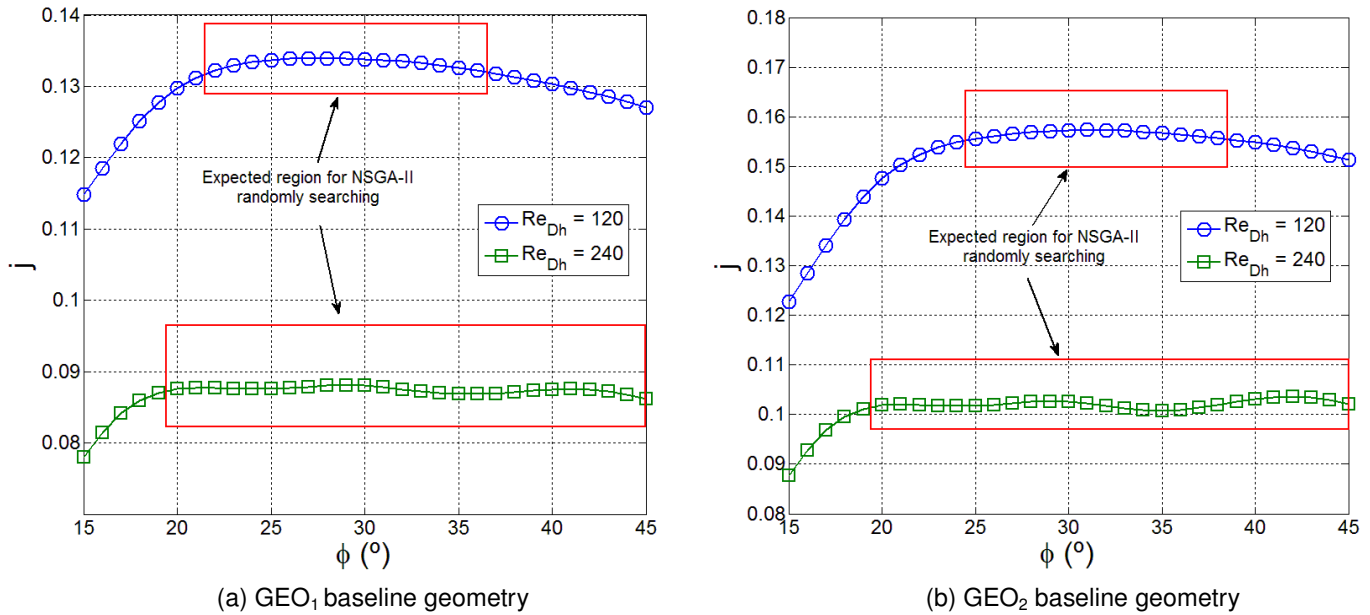 0.14
0.13
0.12
0.11
0.1
0.09
0.08
j
Expected region for NSGA-II
randomly searching
Re_Dh = 120
Re_Dh = 240
15 20 25 30 35 40 45
ϕ (º)
(a) GEO₁ baseline geometry
0.18
0.17
0.16
0.15
0.14
0.13
0.12
0.11
0.1
0.09
0.08
j
Expected region for NSGA-II
randomly searching
Re_Dh = 120
Re_Dh = 240
15 20 25 30 35 40 45
ϕ (º)
(b) GEO₂ baseline geometry